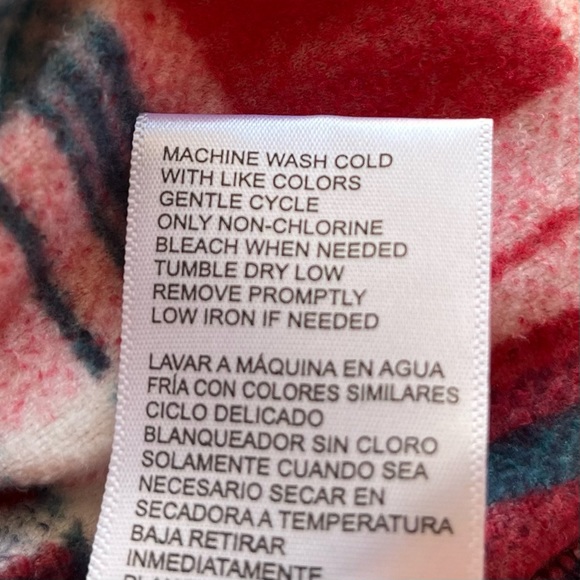 MACHINE WASH COLD
WITH LIKE COLORS
GENTLE CYCLE
ONLY NON-CHLORINE
BLEACH WHEN NEEDED
TUMBLE DRY LOW
REMOVE PROMPTLY
LOW IRON IF NEEDED
LAVAR A MÁQUINA EN AGUA
FRÍA CON COLORES SIMILARES
CICLO DELICADO
BLANQUEADOR SIN CLORO
SOLAMENTE CUANDO SEA
NECESARIO SECAR EN
SECADORA A TEMPERATURA
BAJA RETIRAR
INMEDIATAMENTE